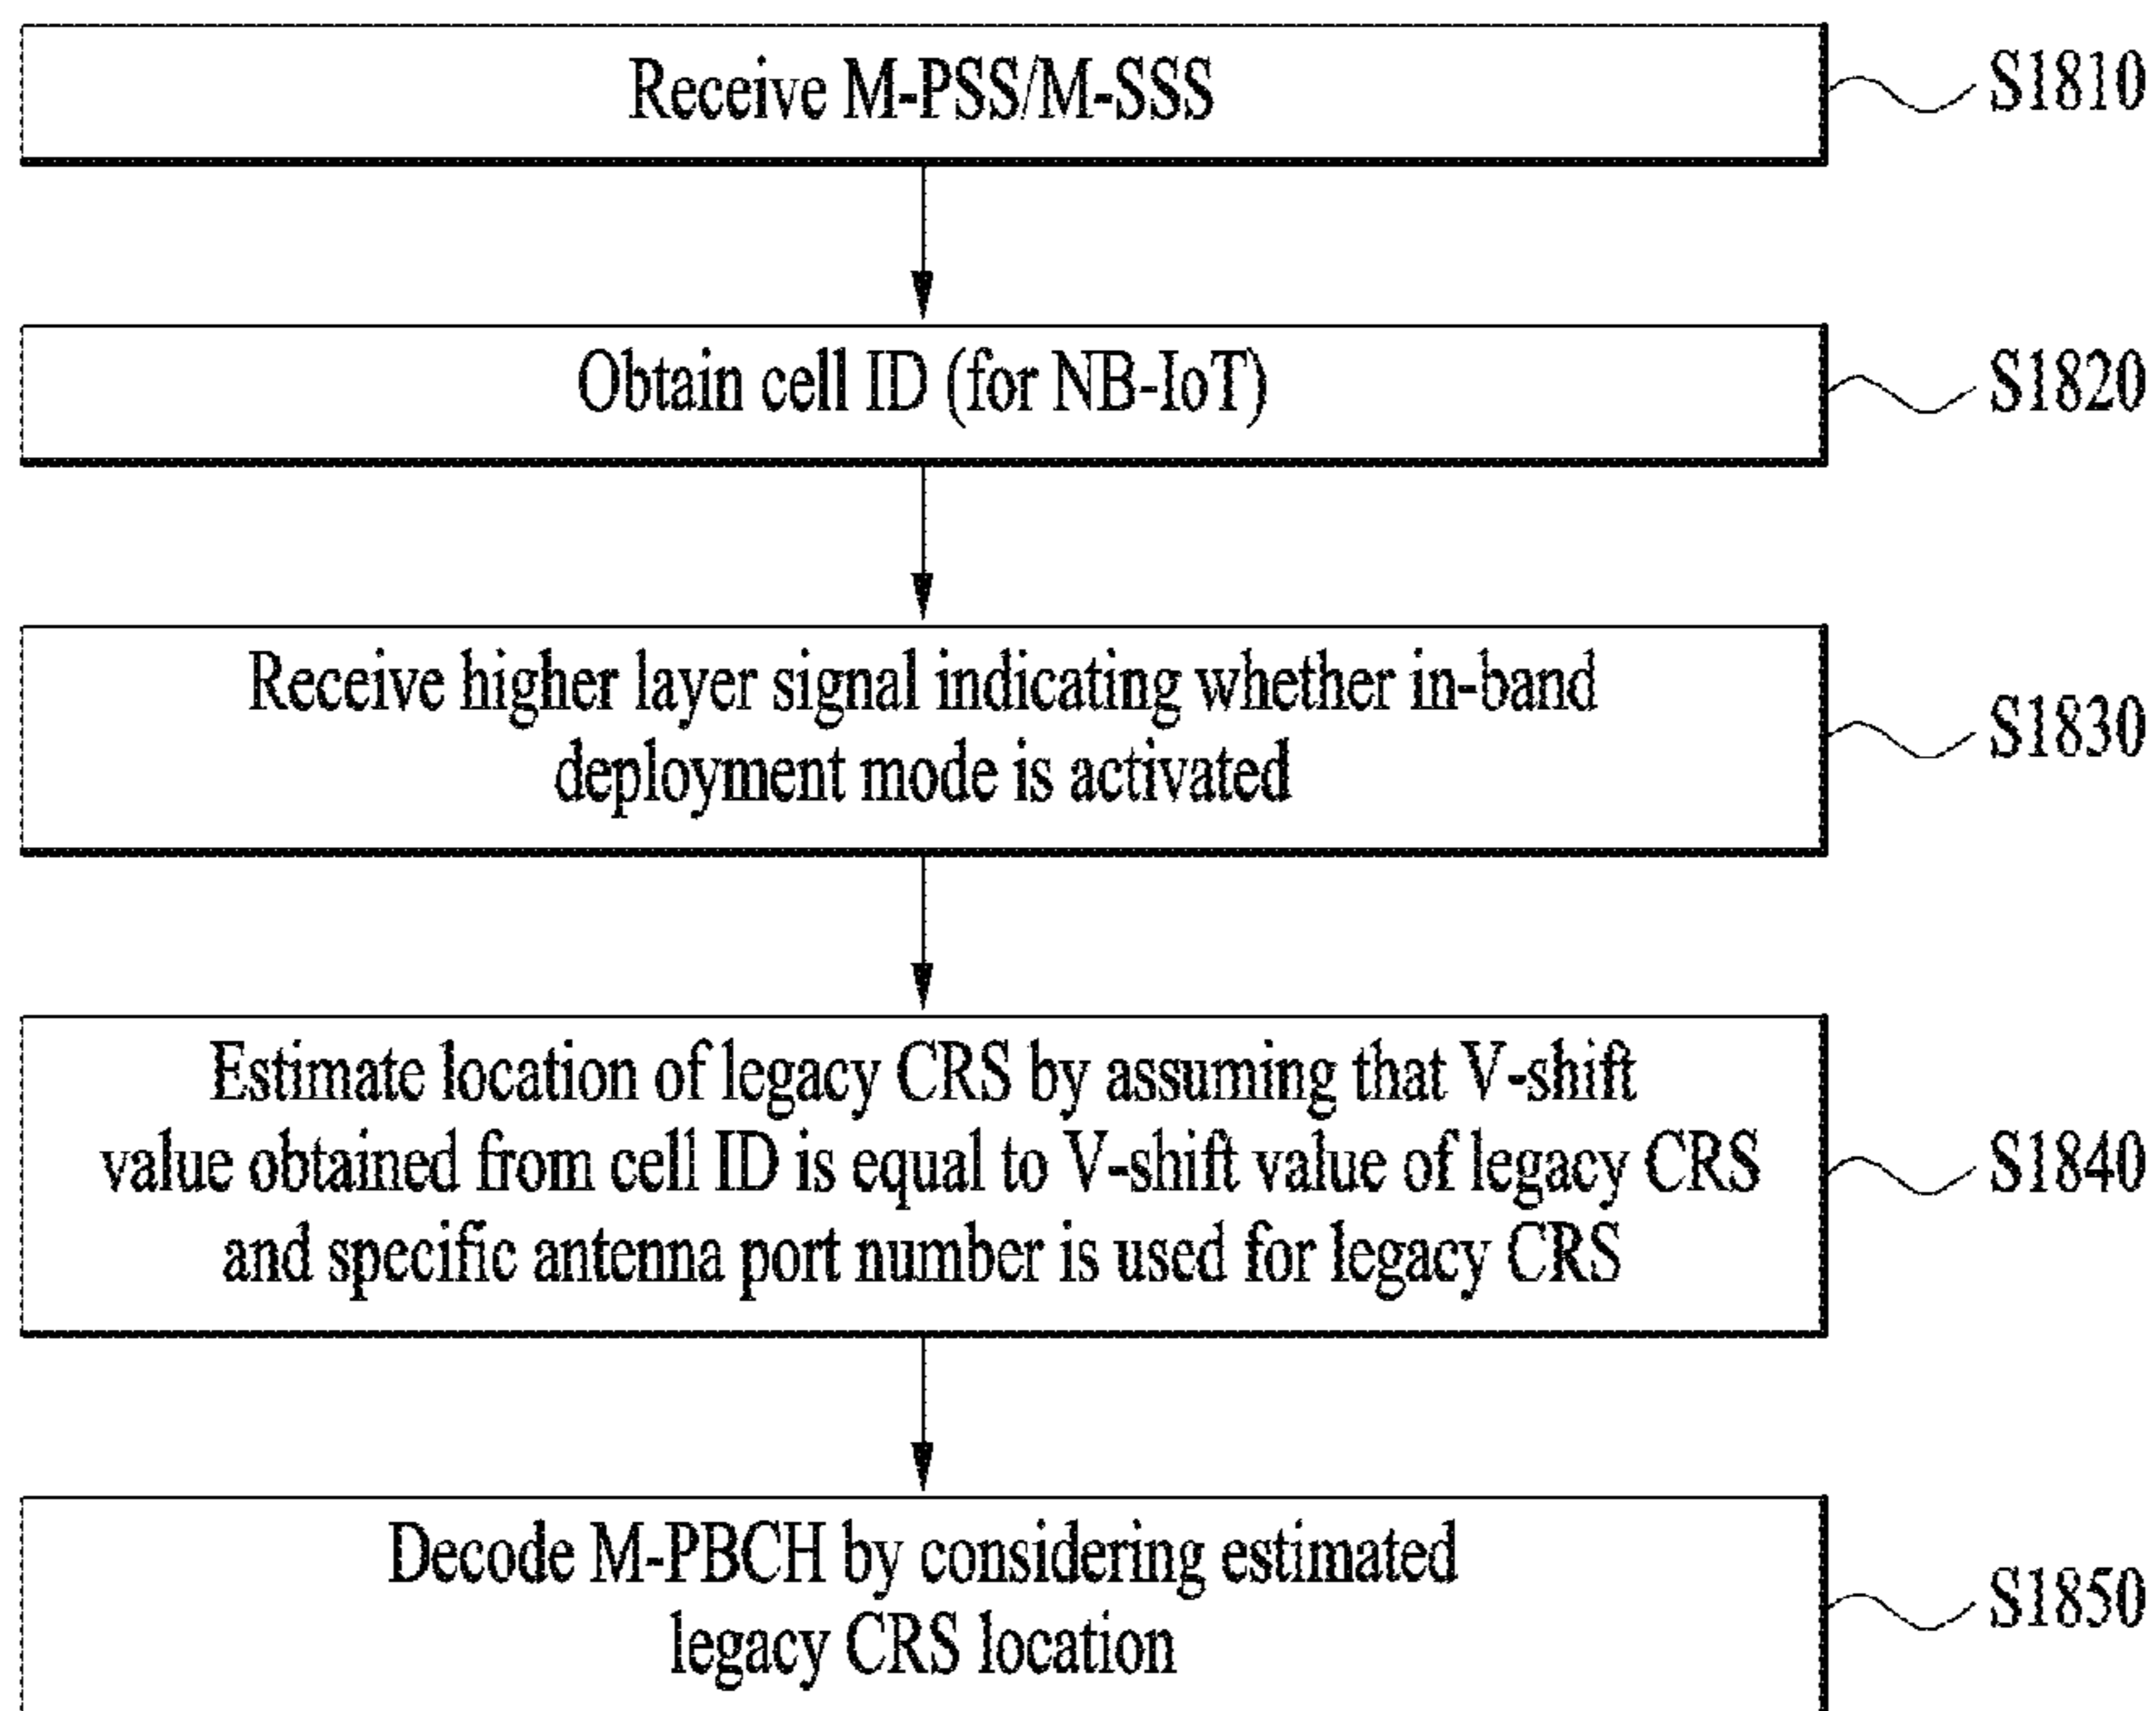 Receive M-PSS/M-SSS
S1810
Obtain cell ID (for NB-IoT)
S1820
Receive higher layer signal indicating whether in-band
deployment mode is activated
S1830
Estimate location of legacy CRS by assuming that V-shift
value obtained from cell ID is equal to V-shift value of legacy CRS
and specific antenna port number is used for legacy CRS
S1840
Decode M-PBCH by considering estimated
legacy CRS location
S1850